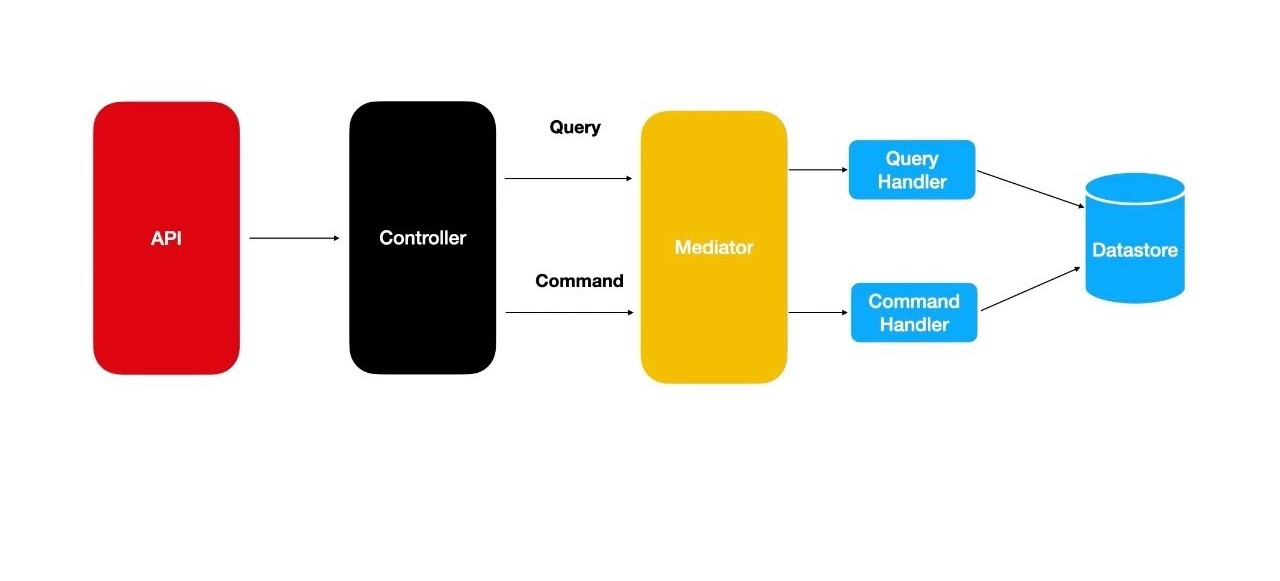 API
Controller
Query
Command
Mediator
Query
Handler
Command
Handler
Datastore